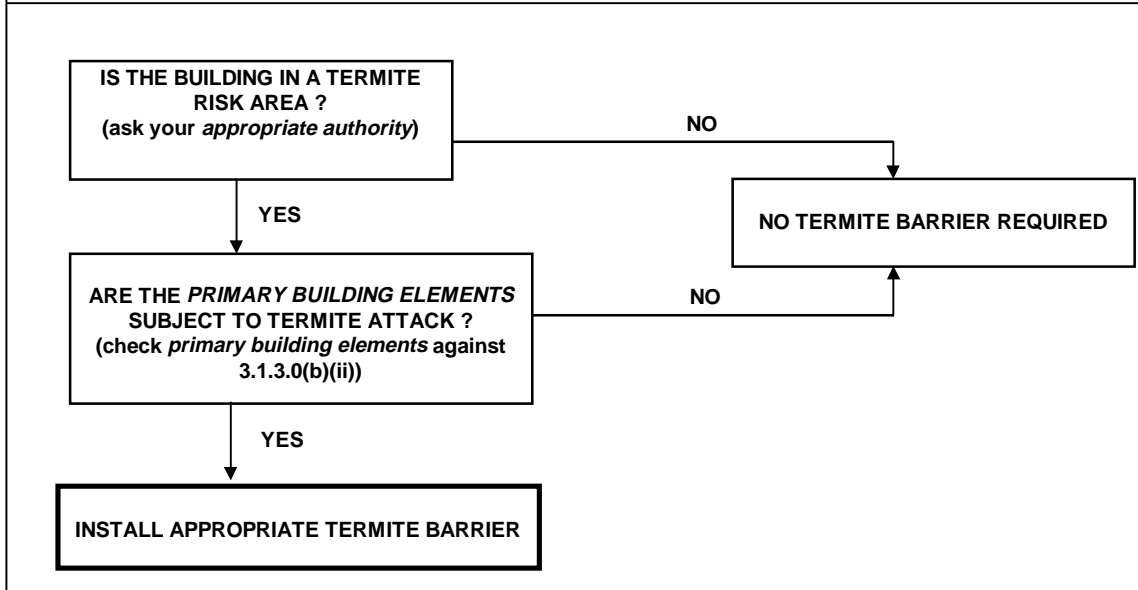 IS THE BUILDING IN A TERMITE
RISK AREA ?
(ask your appropriate authority)
NO
YES
NO TERMITE BARRIER REQUIRED
ARE THE PRIMARY BUILDING ELEMENTS
SUBJECT TO TERMITE ATTACK ?
(check primary building elements against
3.1.3.0(b)(ii))
NO
YES
INSTALL APPROPRIATE TERMITE BARRIER